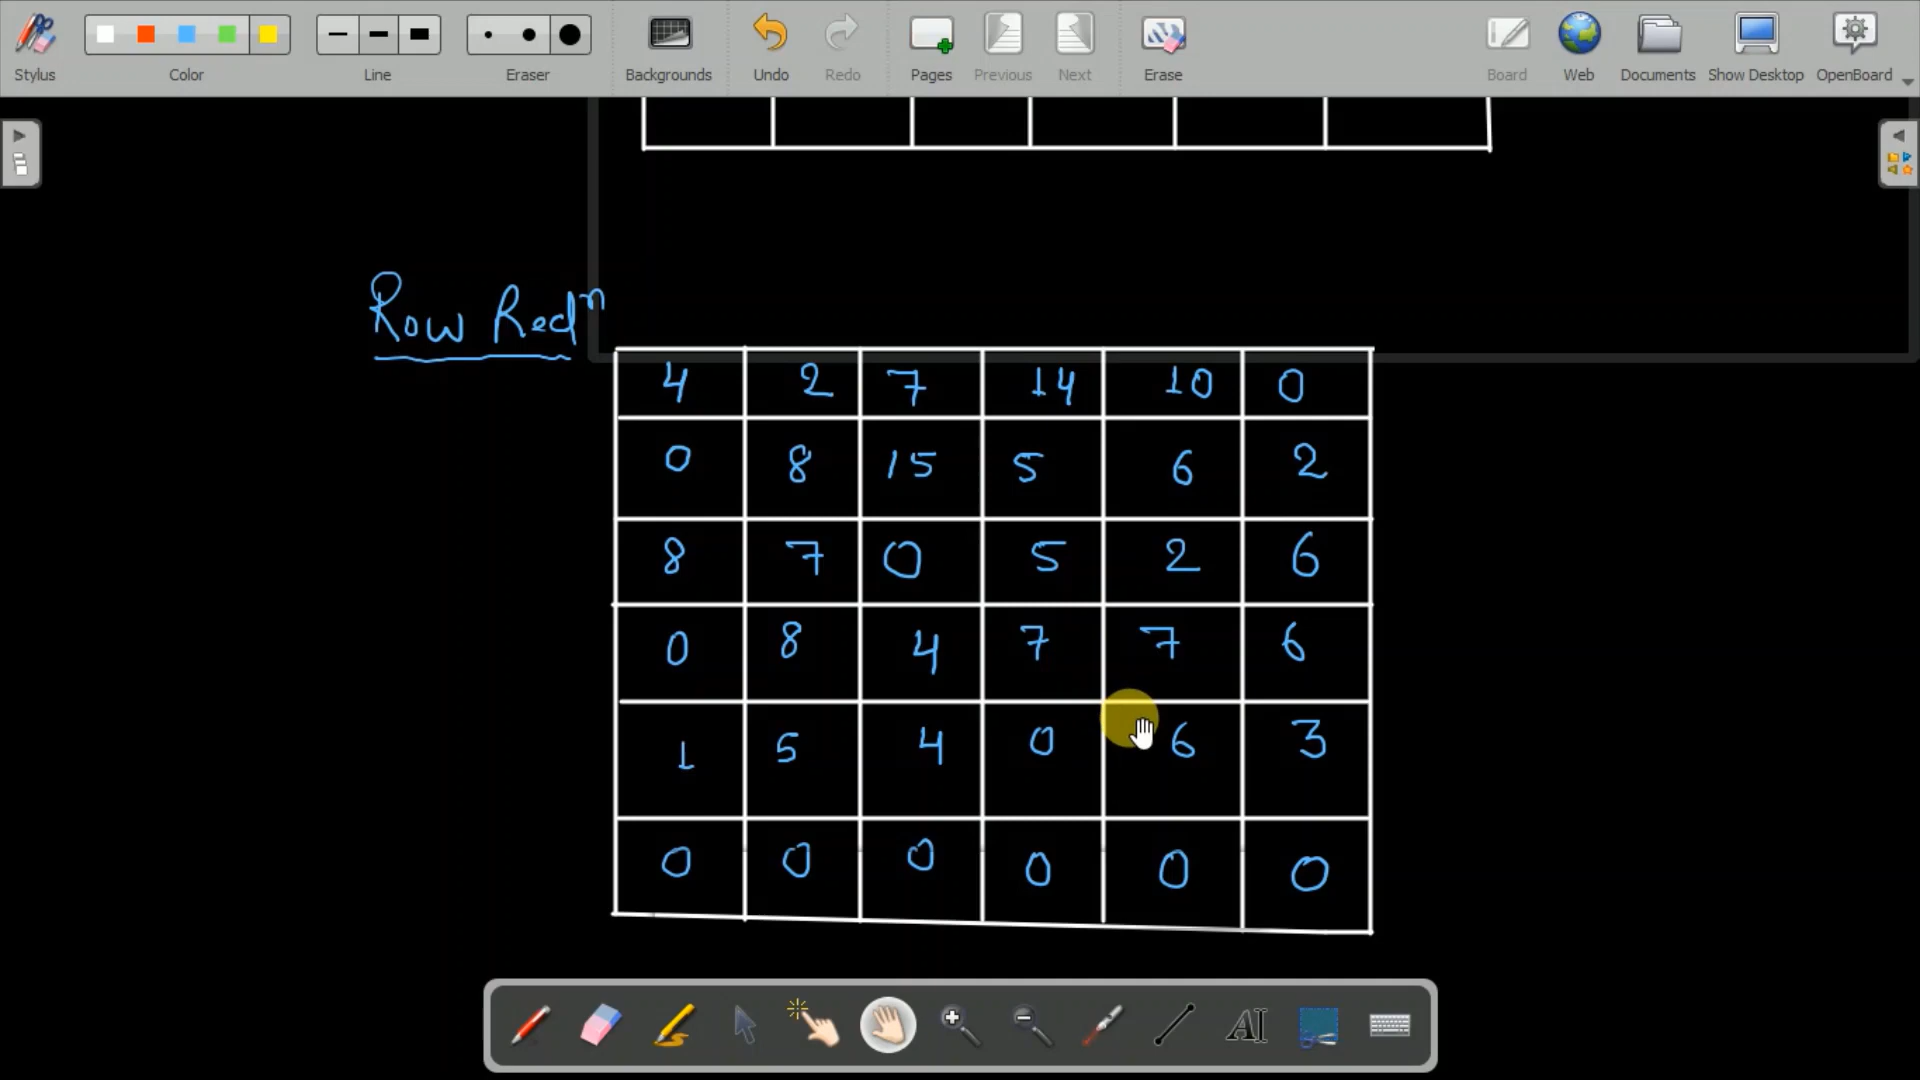 Stylus Color Line Eraser Backgrounds Undo Redo Pages Previous Next Erase Board Web Documents Show Desktop OpenBoard
Row Redⁿ
4 2 7 14 10 0
0 8 15 5 6 2
8 7 0 5 2 6
0 8 4 7 7 6
1 5 4 0 6 3
0 0 0 0 0 0
AI